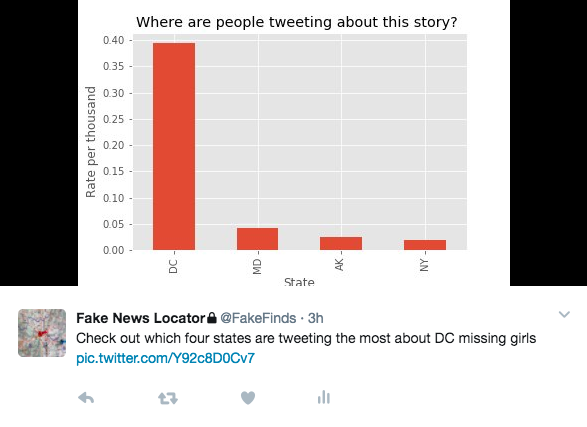 Where are people tweeting about this story?
0.40
0.35
0.30
0.25
0.20
0.15
0.10
0.05
0.00
Rate per thousand
DC
MD
AK
NY
State
Fake News Locator @FakeFinds · 3h
Check out which four states are tweeting the most about DC missing girls
pic.twitter.com/Y92c8D0Cv7